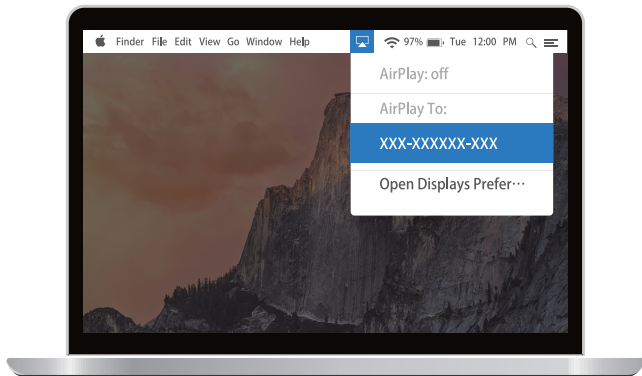 Finder File Edit View Go Window Help 97% Tue 12:00 PM
AirPlay: off
AirPlay To:
XXX-XXXXXX-XXX
Open Displays Prefer···